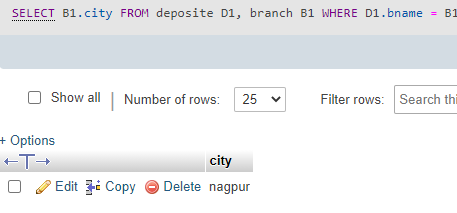 SELECT B1.city FROM deposite D1, branch B1 WHERE D1.bname = B1
Show all Number of rows: 25 Filter rows: Search thi
+ Options
←T→ city
Edit Copy Delete nagpur